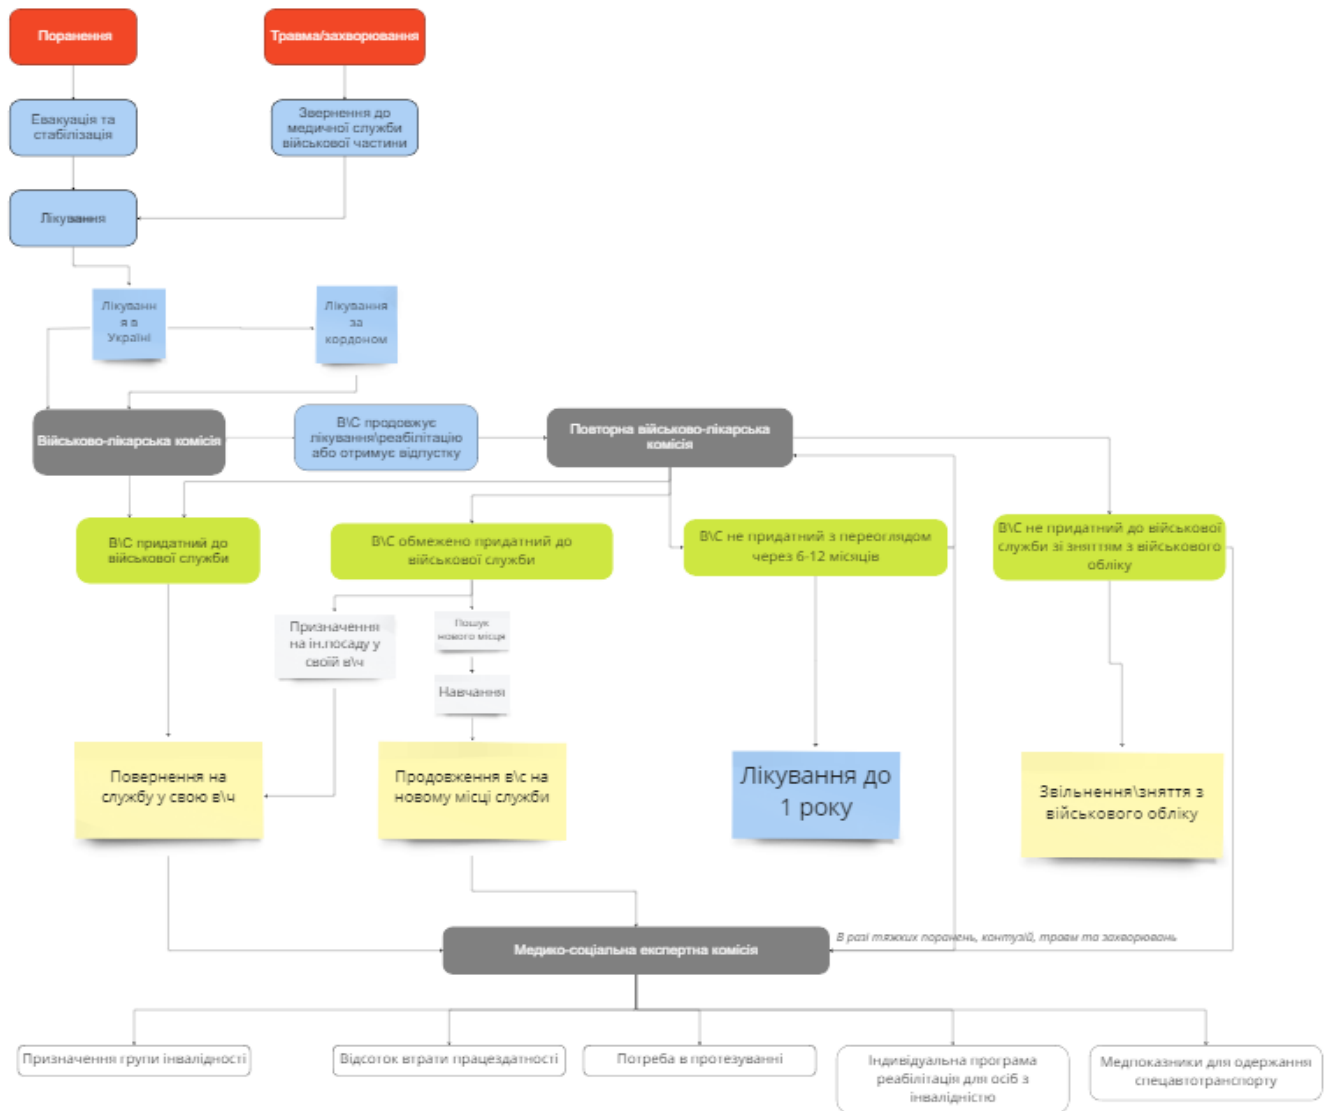 Поранення
Травма/захворювання
Евакуація та
стабілізація
Звернення до
медичної служби
військової частини
Лікування
Лікуванн
я в
Україні
Лікування
за
кордоном
Військово-лікарська комісія
В\С продовжує
лікування\реабілітацію
або отримує відпустку
Повторна військово-лікарська
комісія
В\С придатний до
військової служби
В\С обмежено придатний до
військової служби
В\С не придатний з переоглядом
через 6-12 місяців
В\С не придатний до військової
служби зі зняттям з військового
обліку
Призначення
на ін.посаду у
своїй в\ч
Пошук
нового місця
Навчання
Повернення на
службу у свою в\ч
Продовження в\с на
новому місці служби
Лікування до
1 року
Звільнення\зняття з
військового обліку
Медико-соціальна експертна комісія
В разі тяжких поранень, контузій, травм та захворювань
Призначення групи інвалідності
Відсоток втрати працездатності
Потреба в протезуванні
Індивідуальна програма
реабілітація для осіб з
інвалідністю
Медпоказники для одержання
спецавтотранспорту